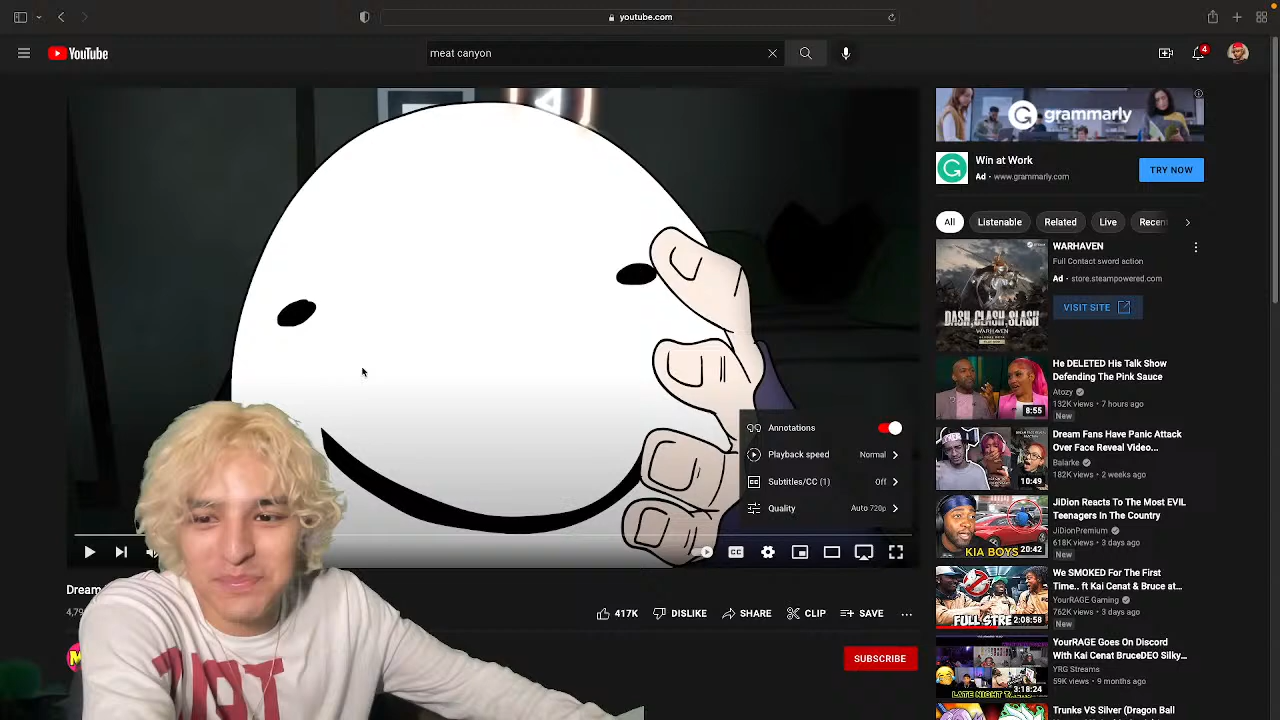 youtube.com
YouTube
meat canyon
4
grammarly
Win at Work
Ad • www.grammarly.com
TRY NOW
All
Listenable
Related
Live
Recen
WARHAVEN
Full Contact sword action
Ad • store.steampowered.com
VISIT SITE
DASH, CLASH, SLASH
WARHAVEN
He DELETED His Talk Show
Defending The Pink Sauce
Atozy
132K views • 7 hours ago
New
8:55
Dream Fans Have Panic Attack
Over Face Reveal Video...
Balarke
182K views • 2 weeks ago
10:49
JiDion Reacts To The Most EVIL
Teenagers In The Country
JiDionPremium
618K views • 3 days ago
New
KIA BOYS
20:42
We SMOKED For The First
Time.. ft Kai Cenat & Bruce at...
YourRAGE Gaming
762K views • 3 days ago
New
FULL STRE
2:08:58
YourRAGE Goes On Discord
With Kai Cenat BruceDEO Silky...
YRG Streams
59K views • 9 months ago
LATE NIGHT T
3:18:24
Trunks VS Silver (Dragon Ball
Annotations
Playback speed
Normal
Subtitles/CC (1)
Off
Quality
Auto 720p
CC
Dream
4,79
417K
DISLIKE
SHARE
CLIP
SAVE
SUBSCRIBE